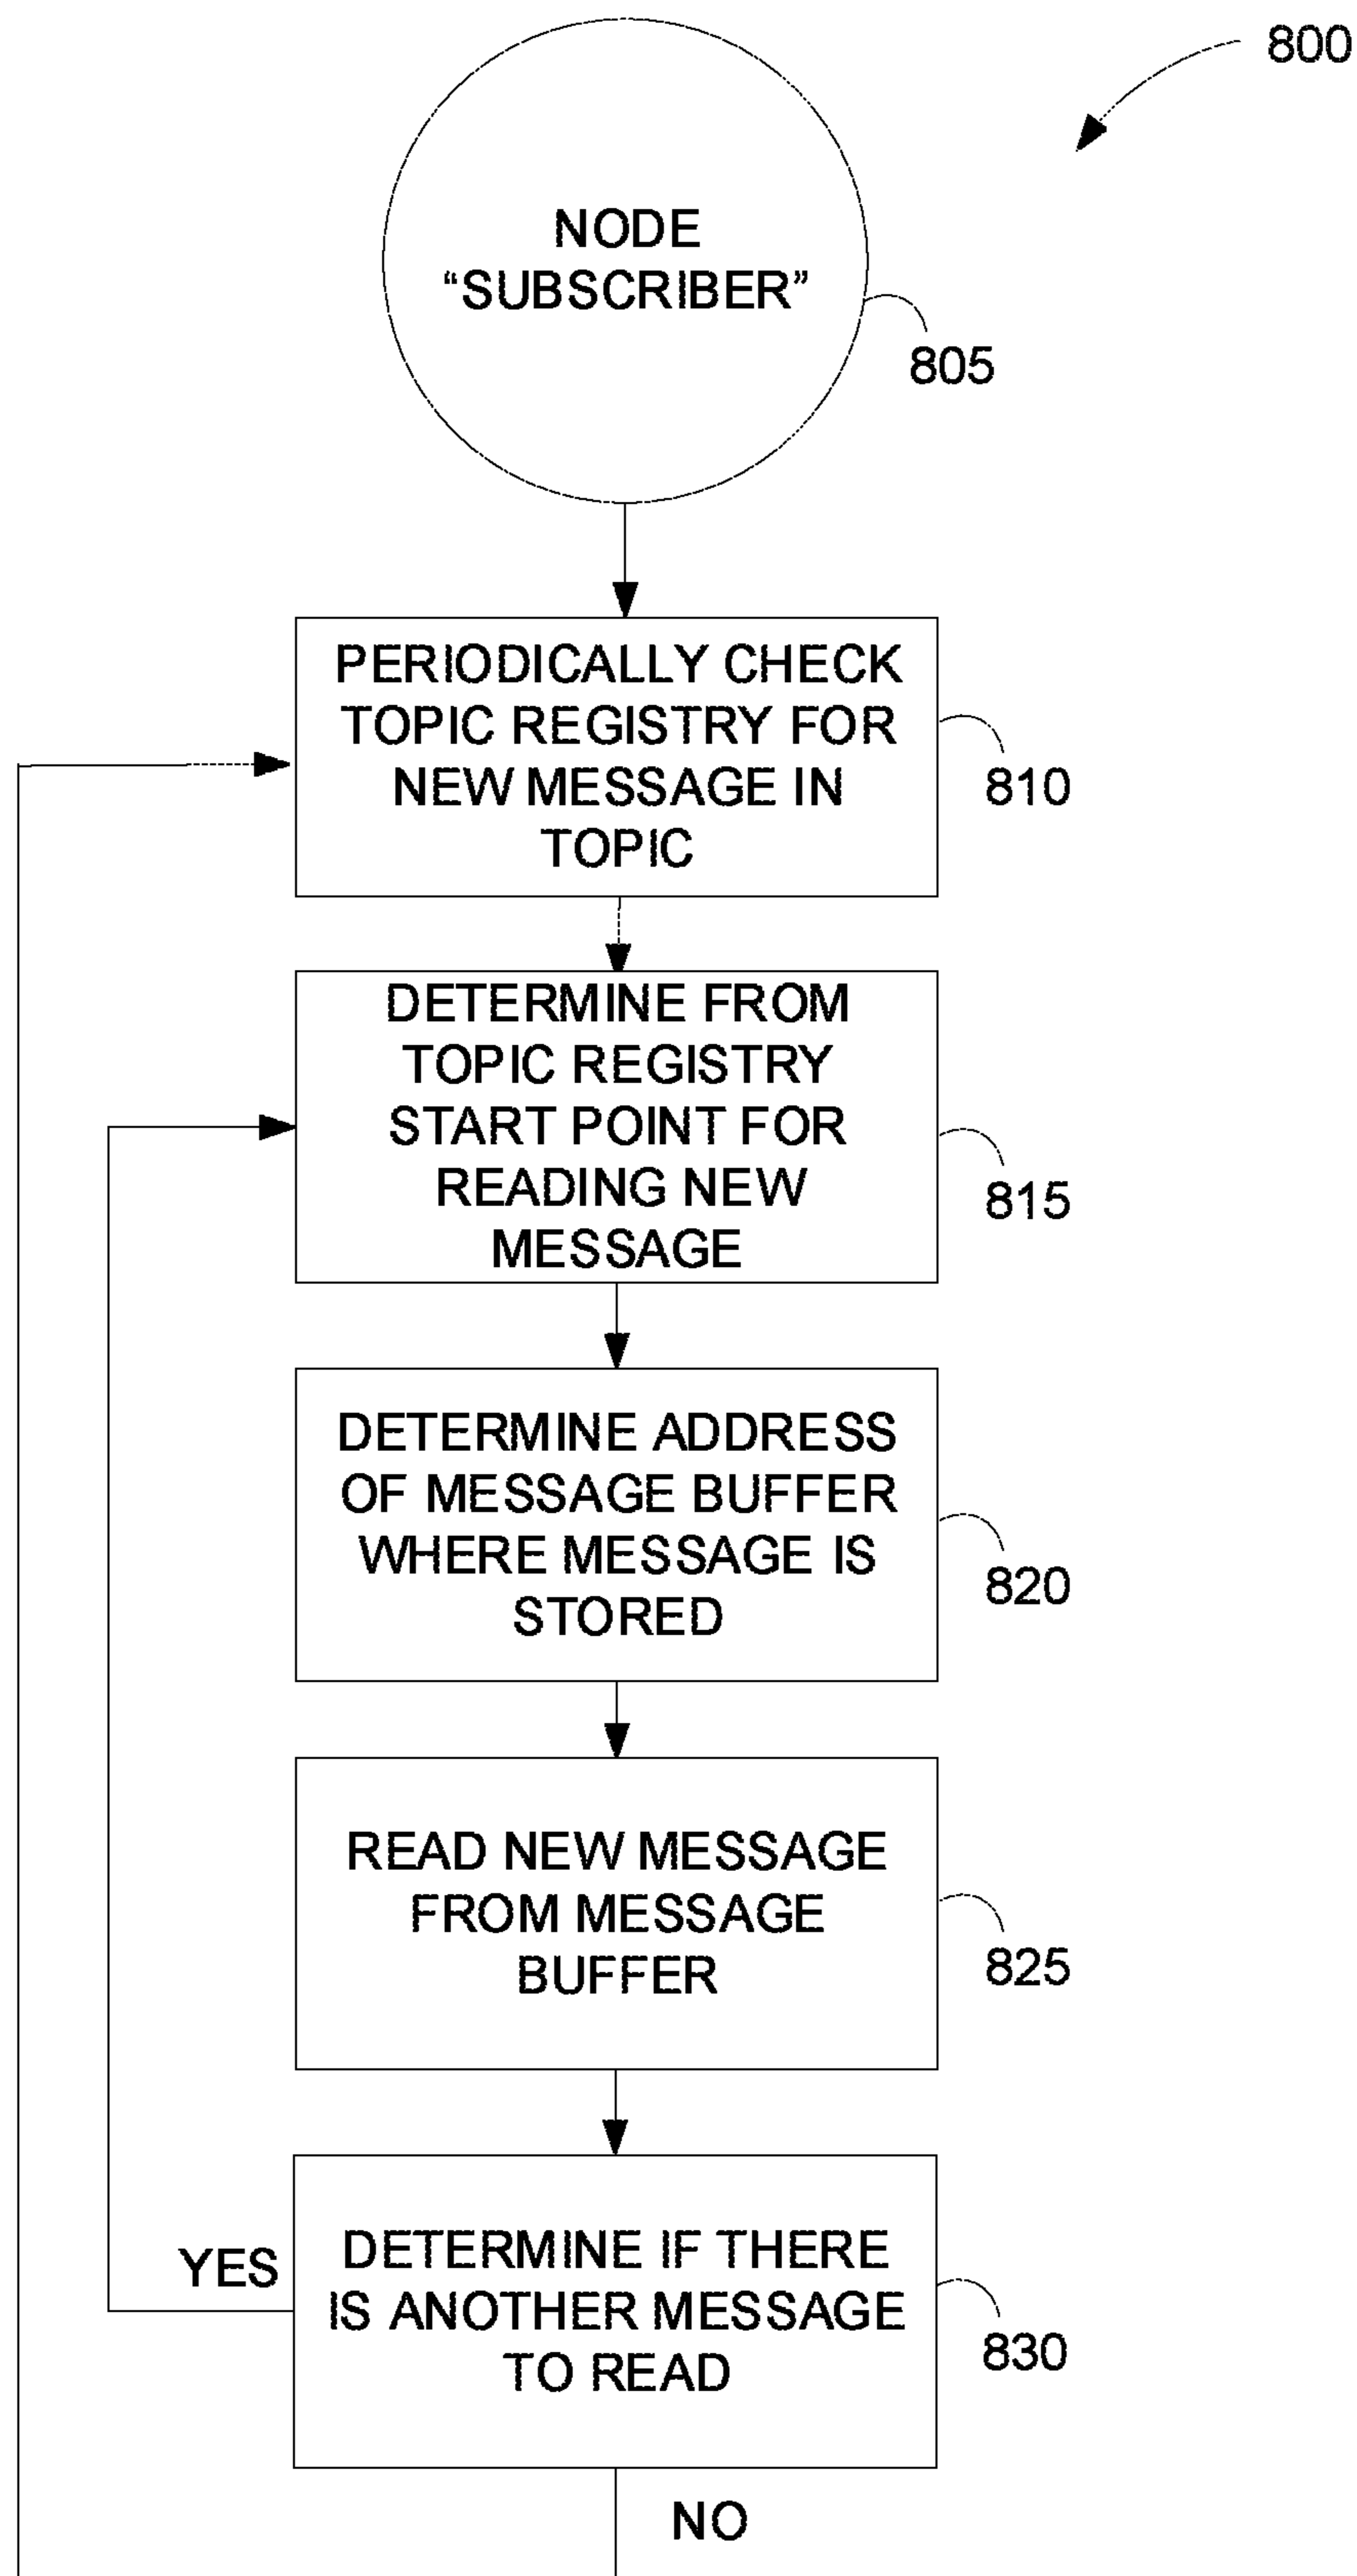 800
NODE
“SUBSCRIBER”
805
PERIODICALLY CHECK
TOPIC REGISTRY FOR
NEW MESSAGE IN
TOPIC
810
DETERMINE FROM
TOPIC REGISTRY
START POINT FOR
READING NEW
MESSAGE
815
DETERMINE ADDRESS
OF MESSAGE BUFFER
WHERE MESSAGE IS
STORED
820
READ NEW MESSAGE
FROM MESSAGE
BUFFER
825
YES
DETERMINE IF THERE
IS ANOTHER MESSAGE
TO READ
830
NO